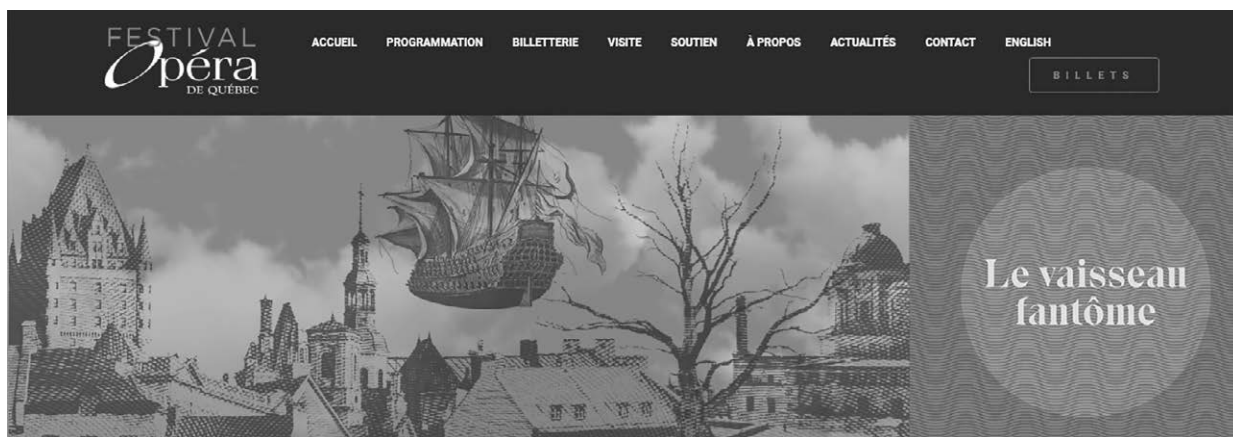 FESTIVAL
Opéra
DE QUÉBEC
ACCUEIL PROGRAMMATION BILLETTERIE VISITE SOUTIEN À PROPOS ACTUALITÉS CONTACT ENGLISH
BILLETS
Le vaisseau
fantôme